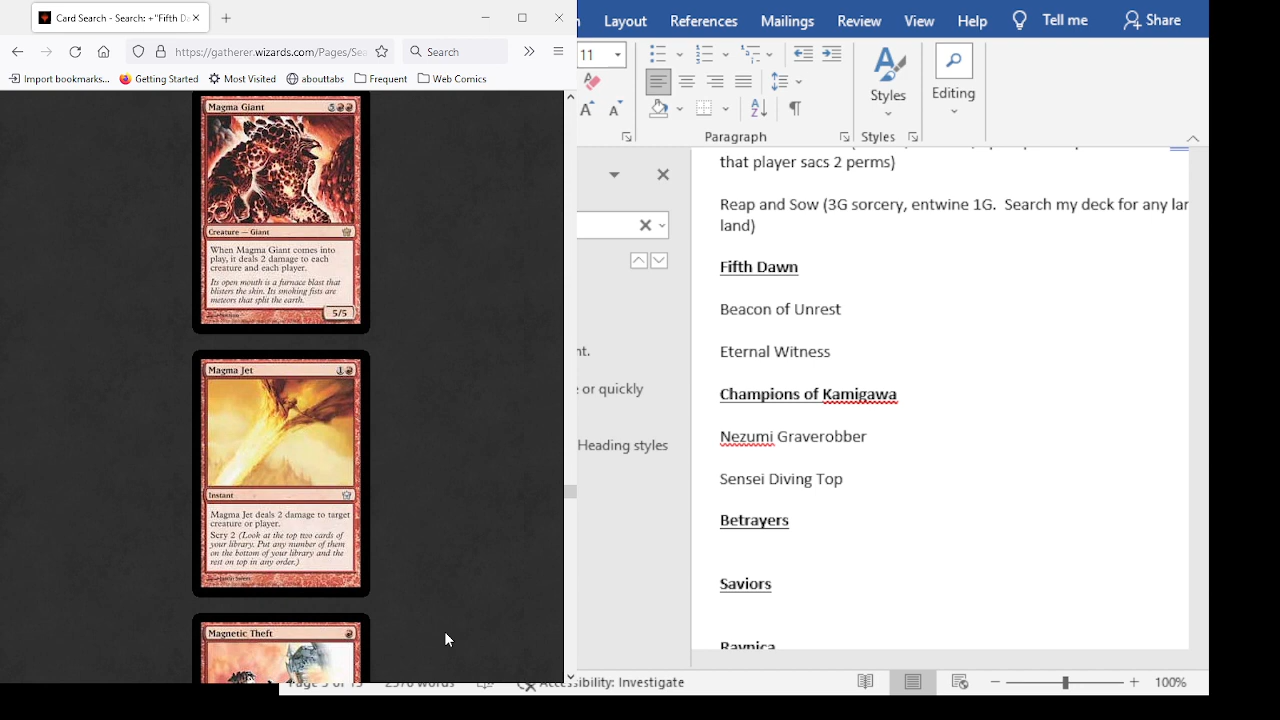 Card Search - Search: +"Fifth Da
https://gatherer.wizards.com/Pages/Sea
Search
Import bookmarks...
Getting Started
Most Visited
abouttabs
Frequent
Web Comics
Magma Giant 5
Creature — Giant
When Magma Giant comes into
play, it deals 2 damage to each
creature and each player.
Its open mouth is a furnace blast that
blisters the skin. Its smoking fists are
meteors that split the earth.
5/5
Magma Jet 1
Instant
Magma Jet deals 2 damage to target
creature or player.
Scry 2 (Look at the top two cards of
your library. Put any number of them
on the bottom of your library and the
rest on top in any order.)
Magnetic Theft
Layout
References
Mailings
Review
View
Help
Tell me
Share
11
Paragraph
Styles
Styles
Editing
nt.
e or quickly
Heading styles
that player sacs 2 perms)
Reap and Sow (3G sorcery, entwine 1G. Search my deck for any lan
land)
Fifth Dawn
Beacon of Unrest
Eternal Witness
Champions of Kamigawa
Nezumi Graverobber
Sensei Diving Top
Betrayers
Saviors
Ravnica
words
Accessibility: Investigate
100%